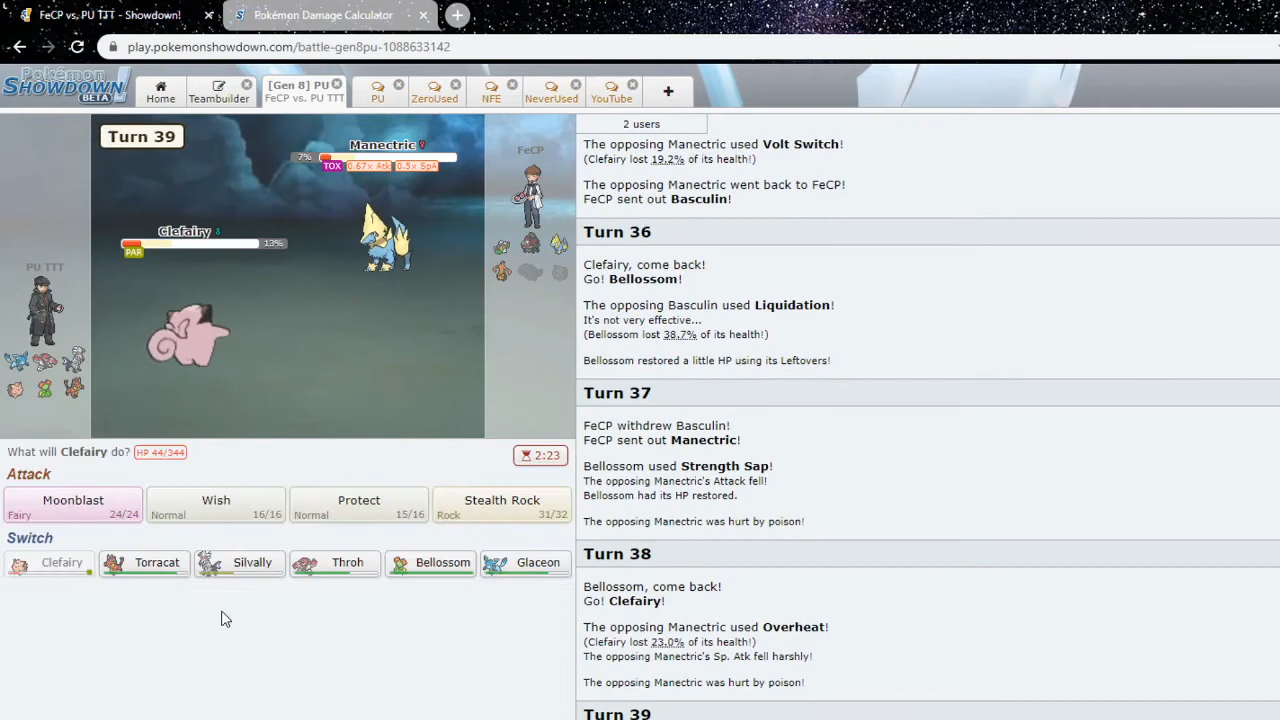 FeCP vs. PU TTT - Showdown!
Pokémon Damage Calculator
play.pokemonshowdown.com/battle-gen8pu-1088633142
Pokémon
SHOWDOWN!
BETA
Home
Teambuilder
[Gen 8] PU
FeCP vs. PU TTT
PU
ZeroUsed
NFE
NeverUsed
YouTube
Turn 39
Manectric
7%
TOX 0.67× Atk 0.5× SpA
Clefairy
13%
PAR
FeCP
PU TTT
2 users
The opposing Manectric used Volt Switch!
(Clefairy lost 19.2% of its health!)
The opposing Manectric went back to FeCP!
FeCP sent out Basculin!
Turn 36
Clefairy, come back!
Go! Bellossom!
The opposing Basculin used Liquidation!
It's not very effective...
(Bellossom lost 38.7% of its health!)
Bellossom restored a little HP using its Leftovers!
Turn 37
FeCP withdrew Basculin!
FeCP sent out Manectric!
Bellossom used Strength Sap!
The opposing Manectric's Attack fell!
Bellossom had its HP restored.
The opposing Manectric was hurt by poison!
Turn 38
Bellossom, come back!
Go! Clefairy!
The opposing Manectric used Overheat!
(Clefairy lost 23.0% of its health!)
The opposing Manectric's Sp. Atk fell harshly!
The opposing Manectric was hurt by poison!
Turn 39
What will Clefairy do? HP 44/344
2:23
Attack
Moonblast
Fairy 24/24
Wish
Normal 16/16
Protect
Normal 15/16
Stealth Rock
Rock 31/32
Switch
Clefairy
Torracat
Silvally
Throh
Bellossom
Glaceon